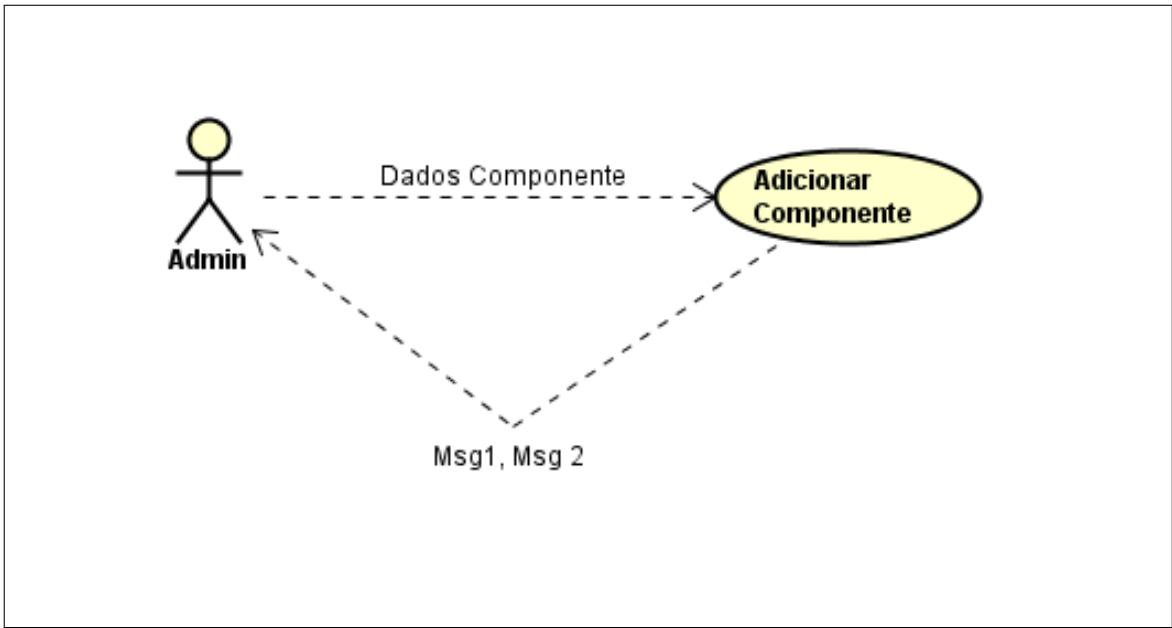 Dados Componente
Adicionar
Componente
Admin
Msg1, Msg 2